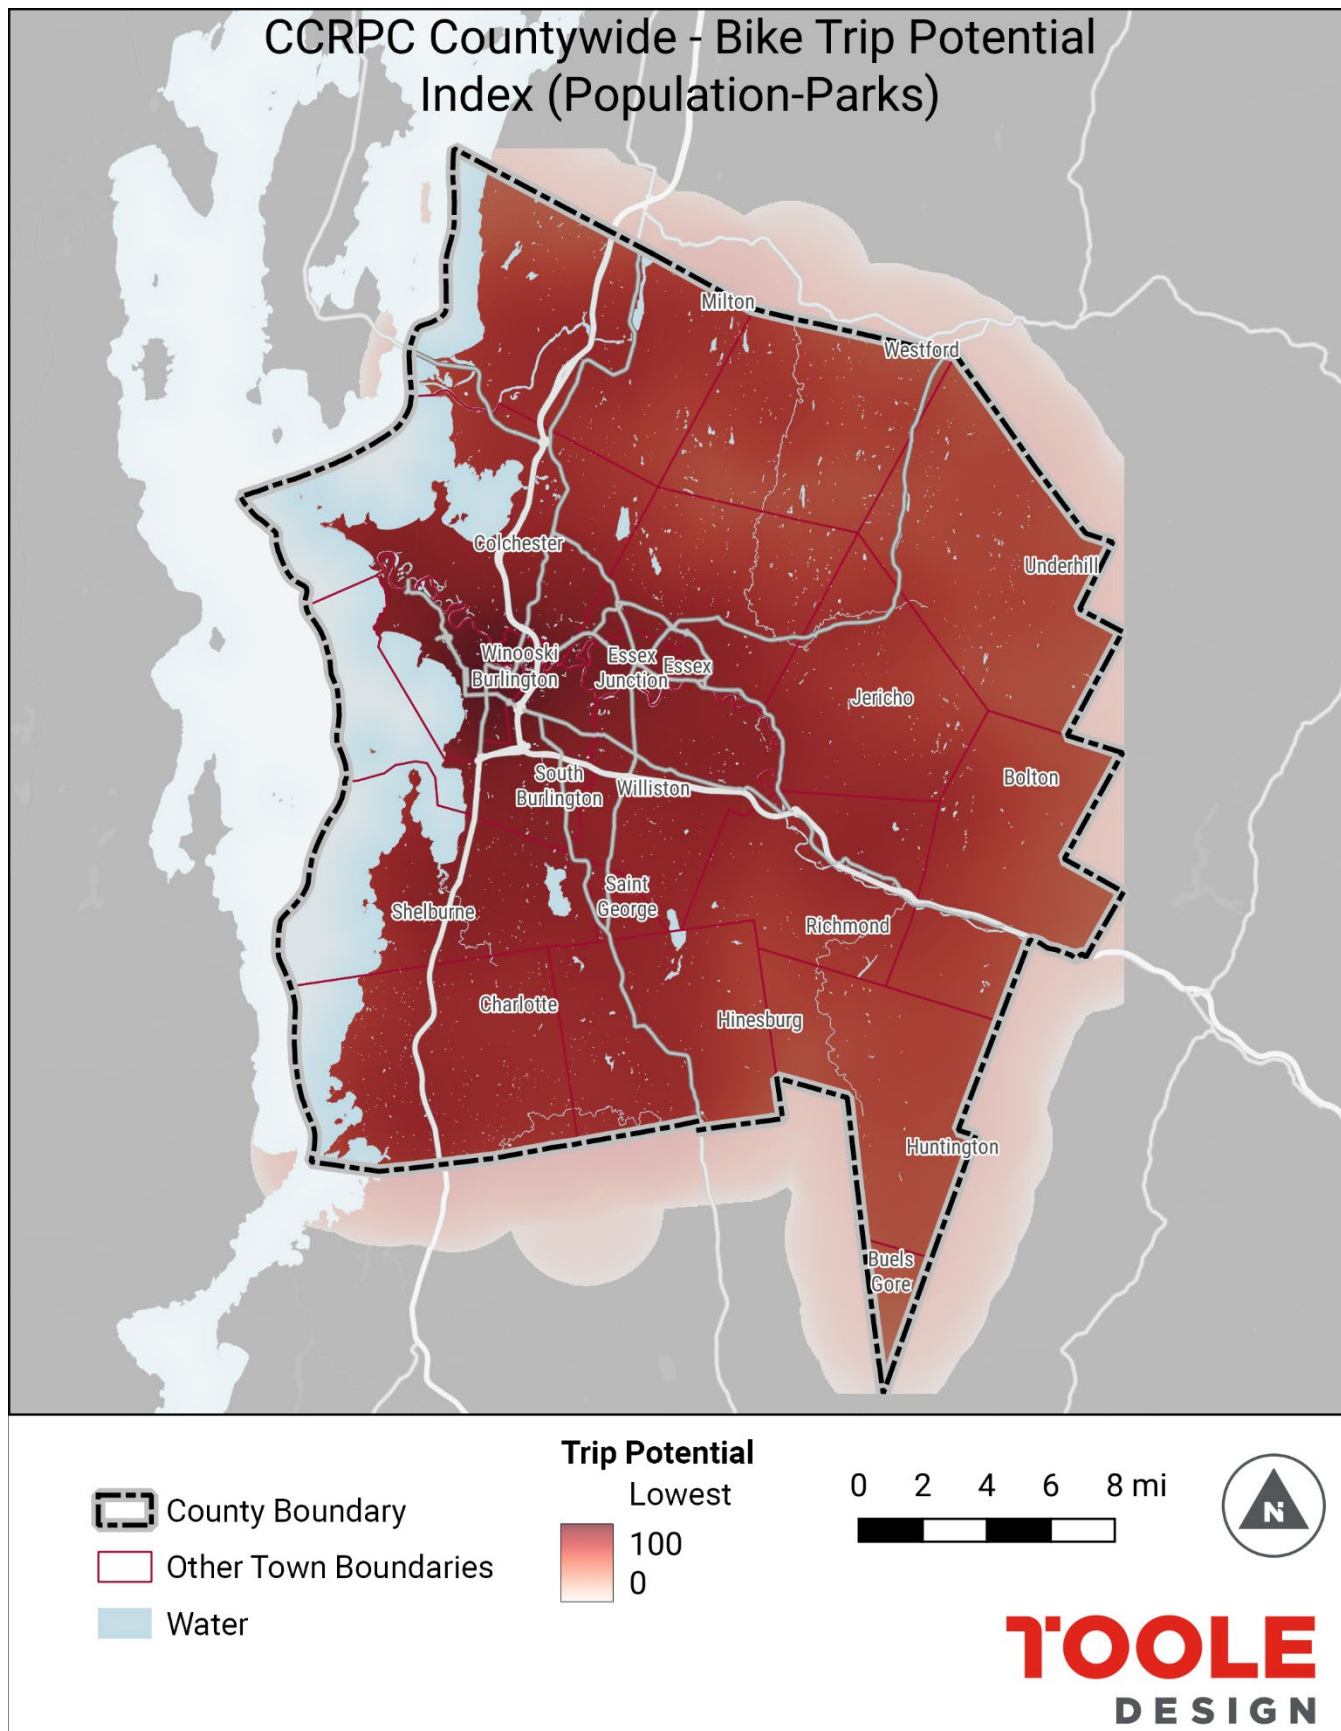 CCRPC Countywide - Bike Trip Potential
Index (Population-Parks)
Milton
Westford
Colchester
Underhill
Winooski
Burlington
Essex
Junction
Essex
Jericho
South
Burlington
Williston
Bolton
Saint
George
Shelburne
Richmond
Charlotte
Hinesburg
Huntington
Buels
Gore
County Boundary
Other Town Boundaries
Water
Trip Potential
Lowest
100
0
0 2 4 6 8 mi
N
TOOLE
DESIGN